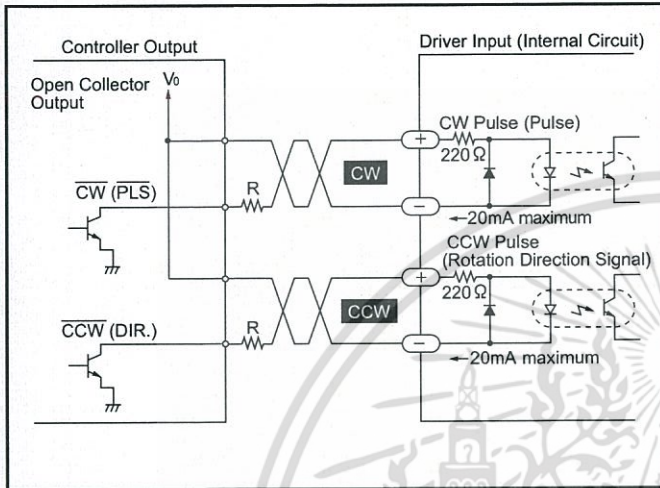 Controller Output
Driver Input (Internal Circuit)
Open Collector
Output
V₀
CW Pulse (Pulse)
220 Ω
CW
CW (PLS)
R
20mA maximum
CCW Pulse
(Rotation Direction Signal)
220 Ω
CCW
CCW (DIR.)
R
20mA maximum